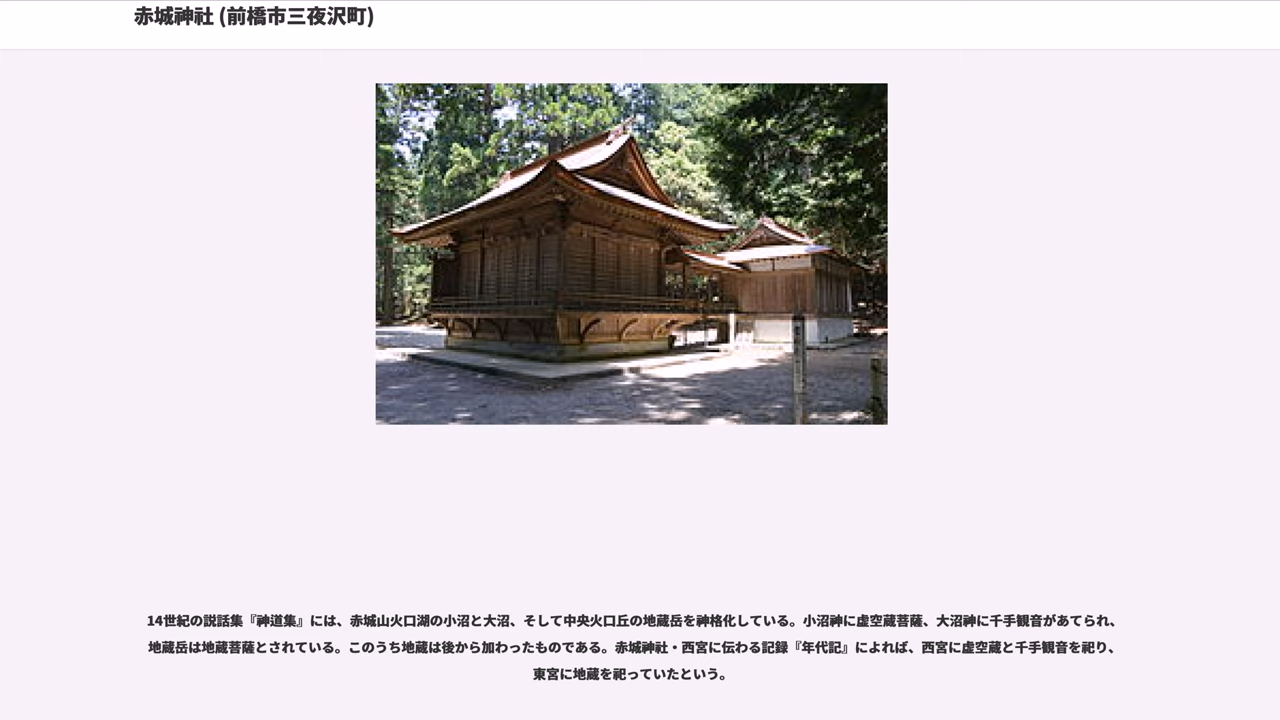 赤城神社 (前橋市三夜沢町)
14世紀の説話集『神道集』には、赤城山火口湖の小沼と大沼、そして中央火口丘の地蔵岳を神格化している。小沼神に虚空蔵菩薩、大沼神に千手観音があてられ、
地蔵岳は地蔵菩薩とされている。このうち地蔵は後から加わったものである。赤城神社・西宮に伝わる記録『年代記』によれば、西宮に虚空蔵と千手観音を祀り、
東宮に地蔵を祀っていたという。